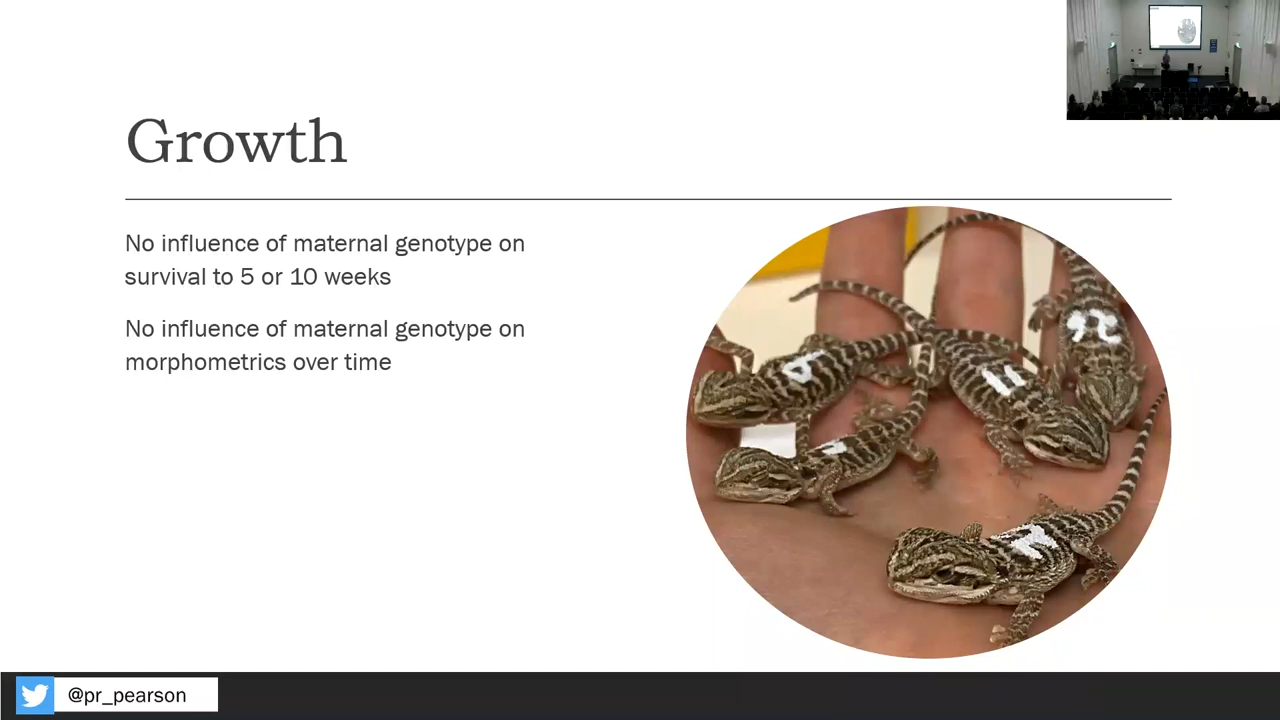 Growth
No influence of maternal genotype on
survival to 5 or 10 weeks
No influence of maternal genotype on
morphometrics over time
11
@pr_pearson